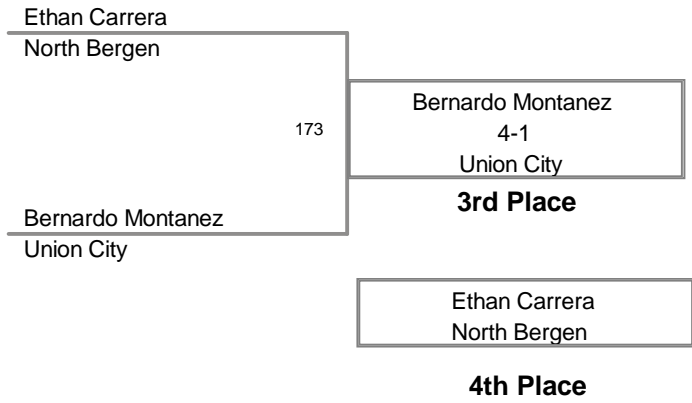 Ethan Carrera
North Bergen
173
Bernardo Montanez
4-1
Union City
3rd Place
Bernardo Montanez
Union City
Ethan Carrera
North Bergen
4th Place